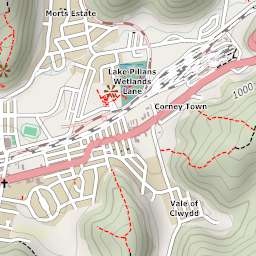 Morts Estate
Lake Pillans
Wetlands
Lane
Corney Town
1000
Vale of
Clwydd